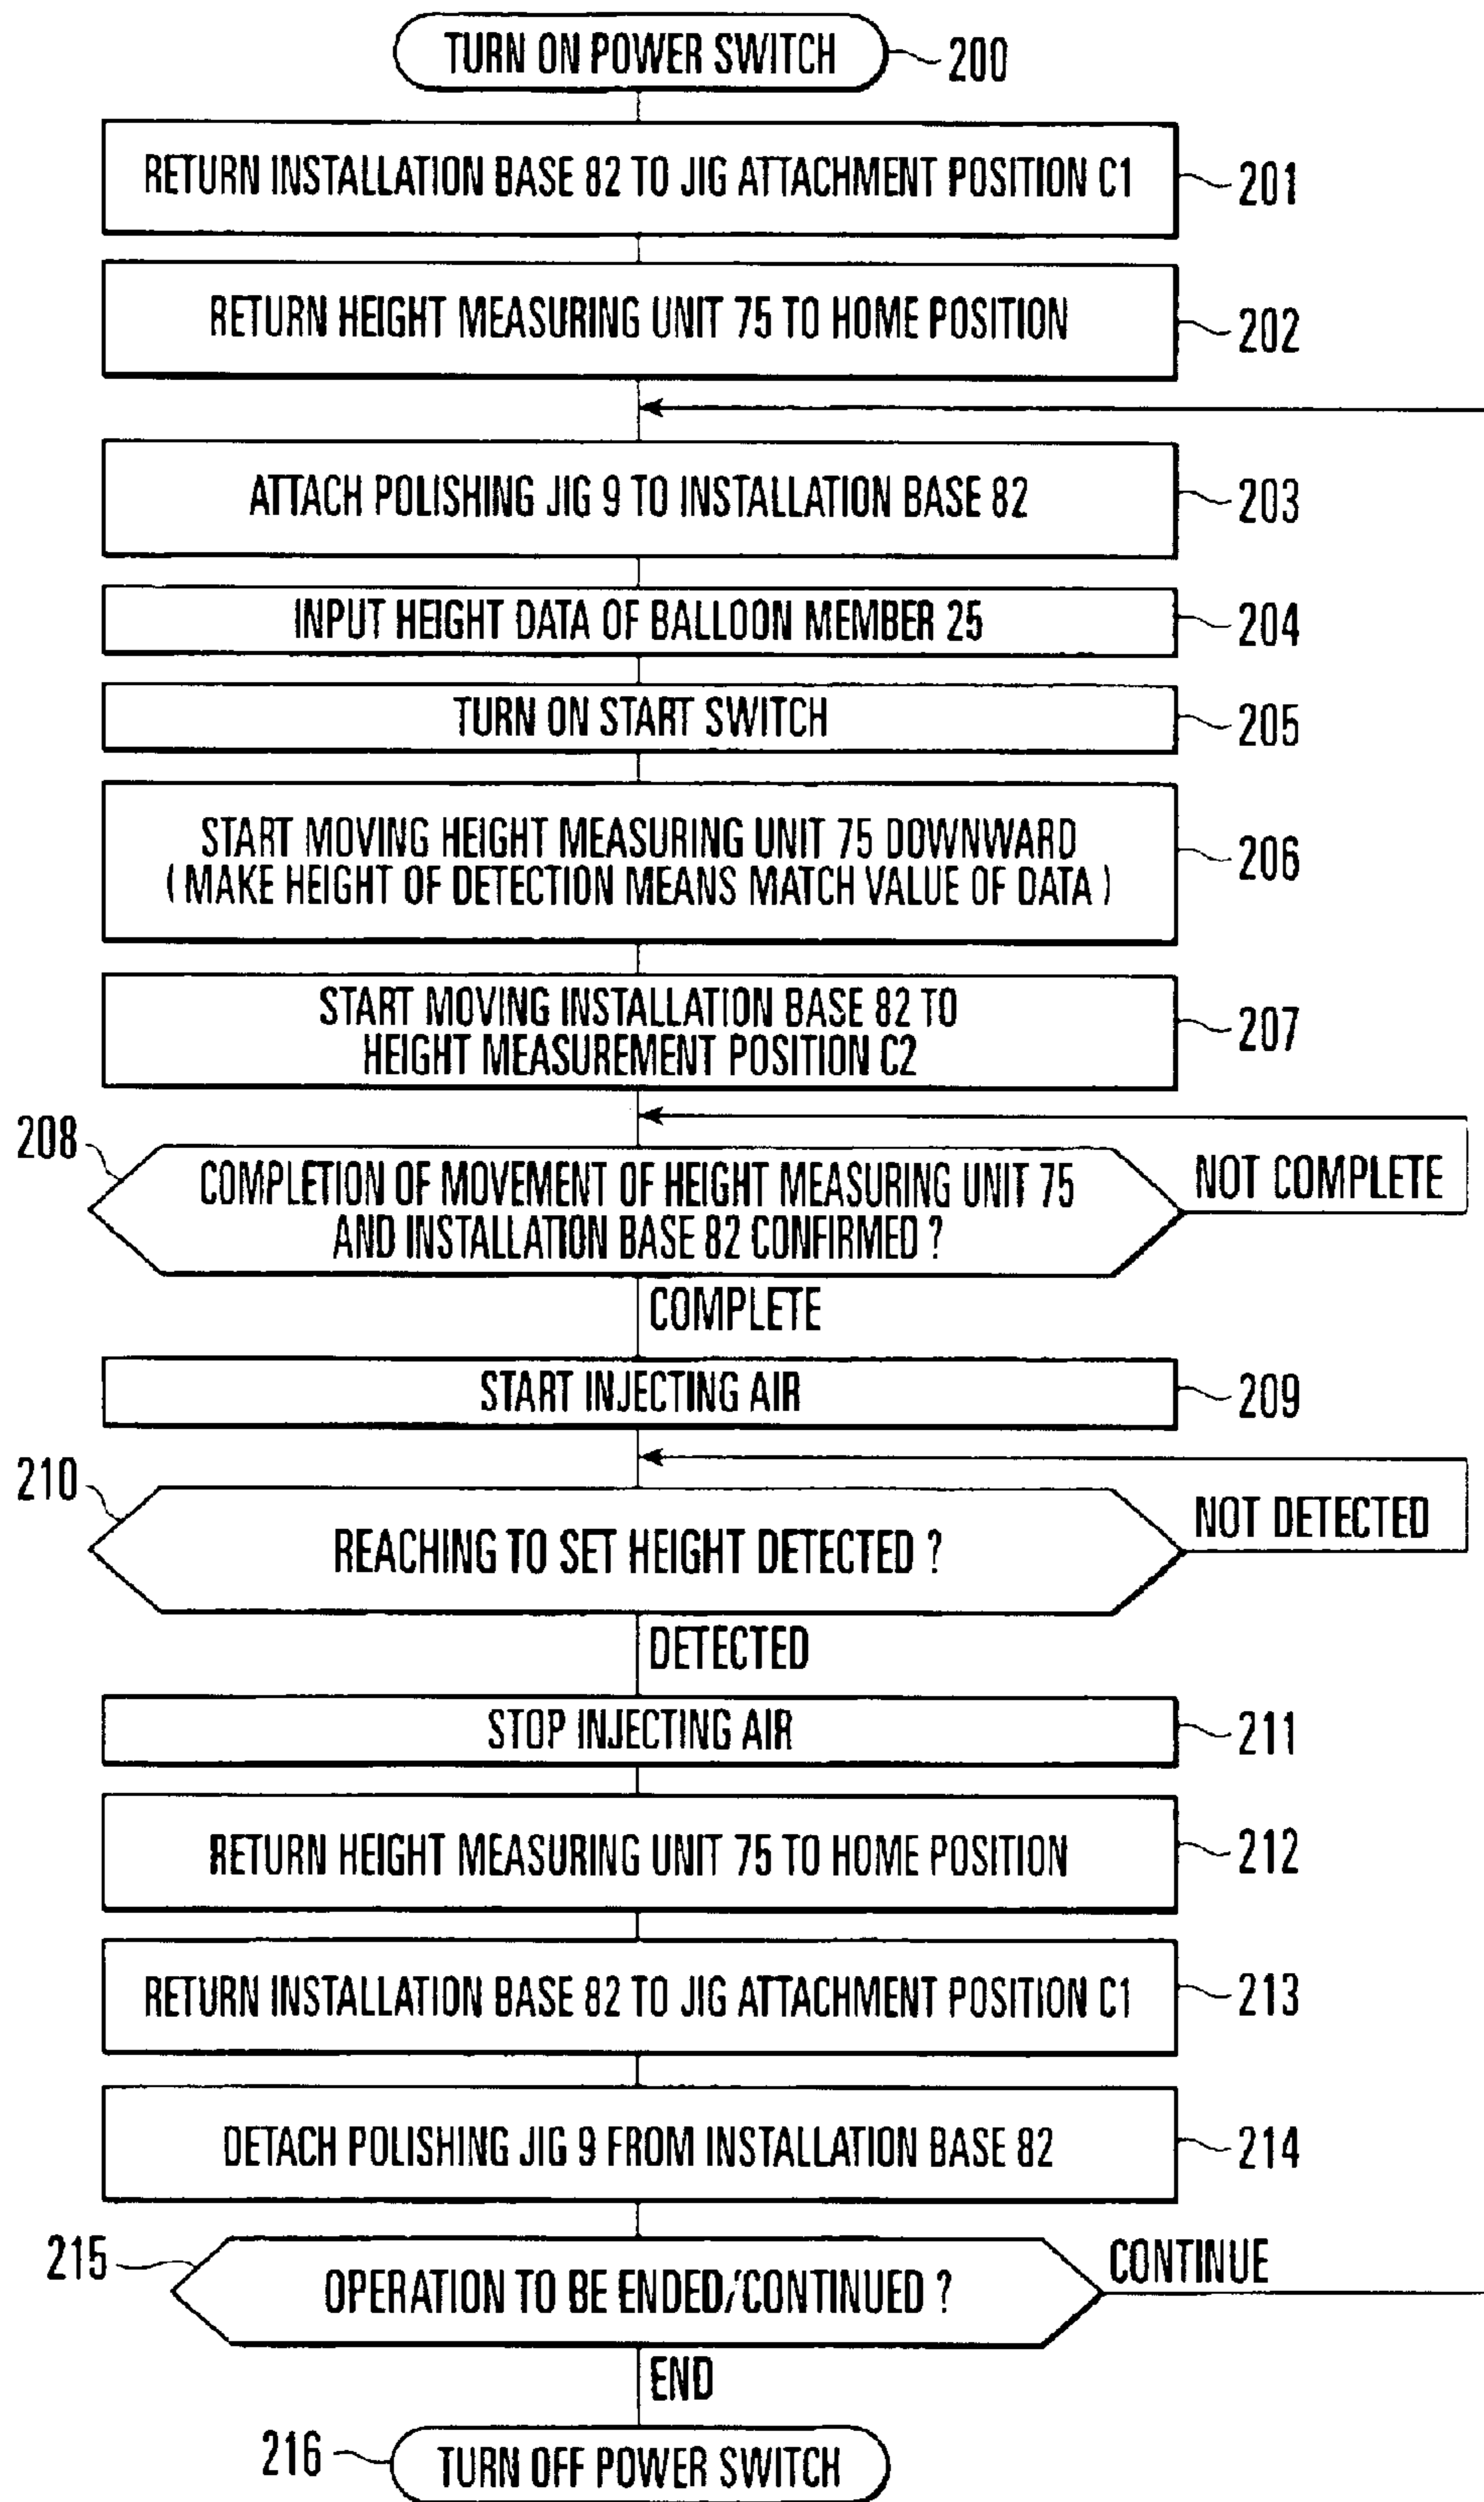 TURN ON POWER SWITCH
200
RETURN INSTALLATION BASE 82 TO JIG ATTACHMENT POSITION C1
201
RETURN HEIGHT MEASURING UNIT 75 TO HOME POSITION
202
ATTACH POLISHING JIG 9 TO INSTALLATION BASE 82
203
INPUT HEIGHT DATA OF BALLOON MEMBER 25
204
TURN ON START SWITCH
205
START MOVING HEIGHT MEASURING UNIT 75 DOWNWARD
(MAKE HEIGHT OF DETECTION MEANS MATCH VALUE OF DATA)
206
START MOVING INSTALLATION BASE 82 TO
HEIGHT MEASUREMENT POSITION C2
207
208
COMPLETION OF MOVEMENT OF HEIGHT MEASURING UNIT 75
AND INSTALLATION BASE 82 CONFIRMED ?
NOT COMPLETE
COMPLETE
START INJECTING AIR
209
210
REACHING TO SET HEIGHT DETECTED ?
NOT DETECTED
DETECTED
STOP INJECTING AIR
211
RETURN HEIGHT MEASURING UNIT 75 TO HOME POSITION
212
RETURN INSTALLATION BASE 82 TO JIG ATTACHMENT POSITION C1
213
DETACH POLISHING JIG 9 FROM INSTALLATION BASE 82
214
215
OPERATION TO BE ENDED/CONTINUED ?
CONTINUE
END
216
TURN OFF POWER SWITCH